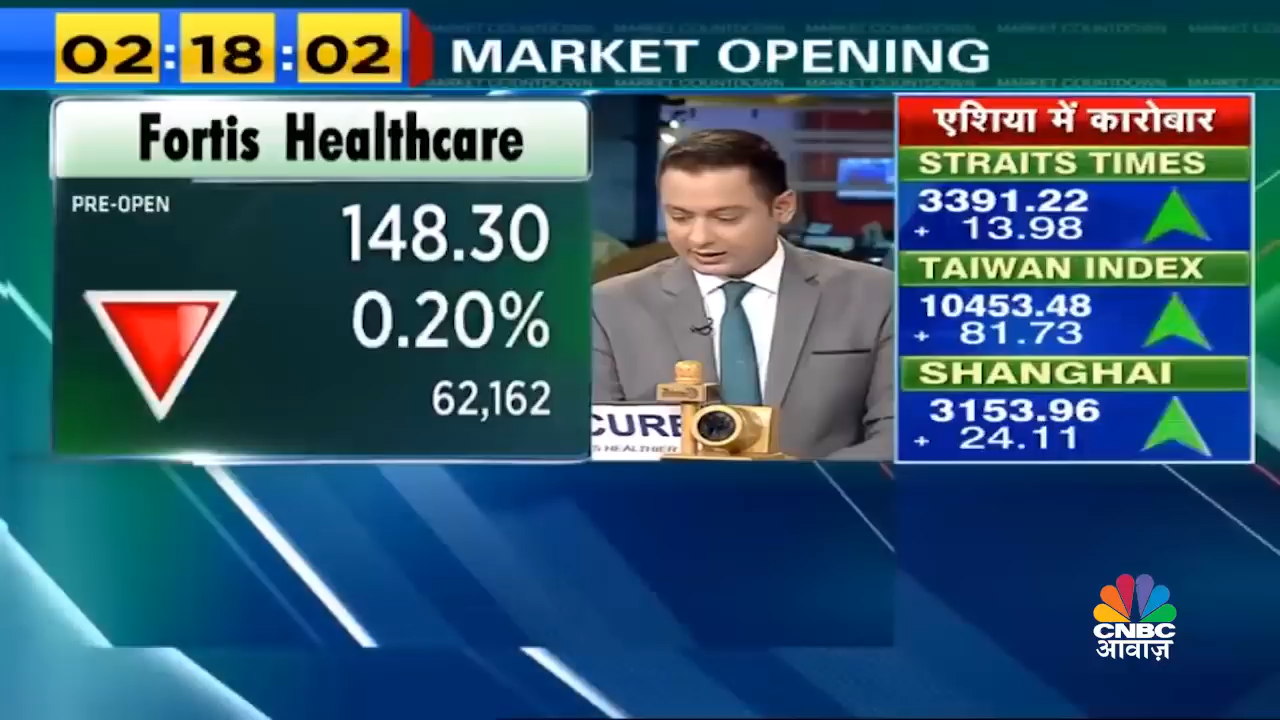 02:18:02 MARKET OPENING
Fortis Healthcare
PRE-OPEN
148.30
0.20%
62,162
CURE
S HEALTHIER
एशिया में कारोबार
STRAITS TIMES
3391.22
+ 13.98
TAIWAN INDEX
10453.48
+ 81.73
SHANGHAI
3153.96
+ 24.11
CNBC
आवाज़